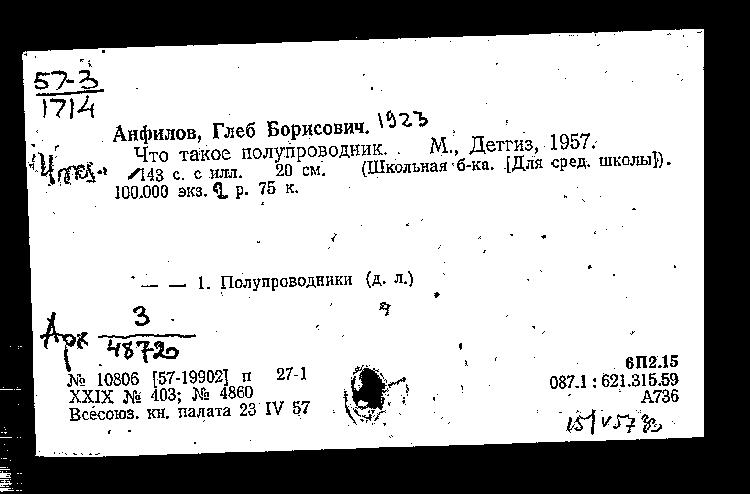 57-3
1714
Анфилов, Глеб Борисович. 1923
Что такое полупроводник. М., Детгиз, 1957.
143 с. с илл. 20 см. (Школьная б-ка. [Для сред. школы]).
100.000 экз. 2 р. 75 к.
— — 1. Полупроводники (д. л.)
Арх 3
48720
№ 10806 [57-19902] п 27-1
XXIX № 403; № 4860
Всесоюз. кн. палата 23 IV 57
6П2.15
087.1 : 621.315.59
А736